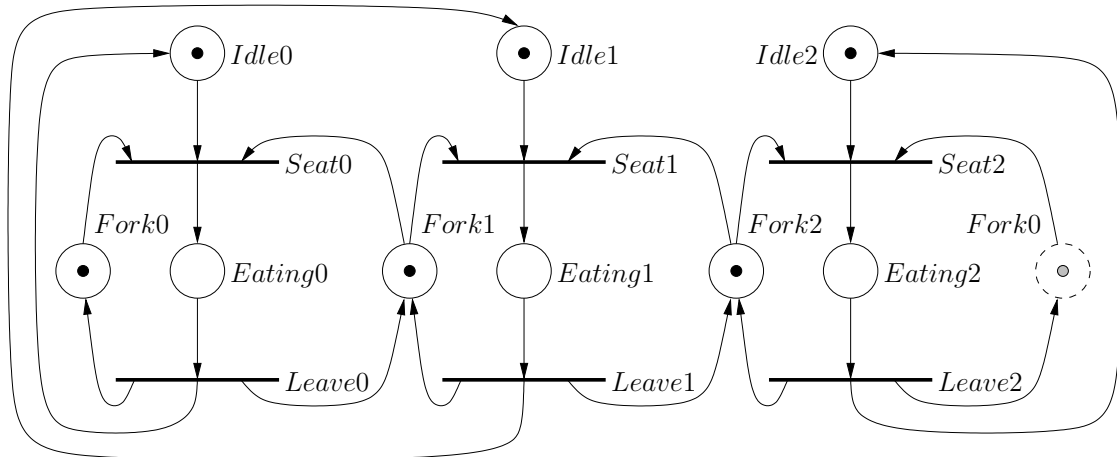 Idle0 Idle1 Idle2
Seat0 Seat1 Seat2
Fork0 Fork1 Fork2 Fork0
Eating0 Eating1 Eating2
Leave0 Leave1 Leave2